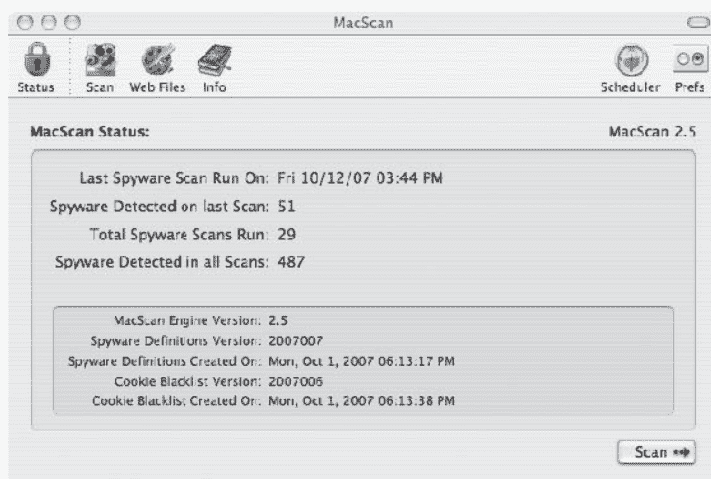 MacScan
Status Scan Web Files Info Scheduler Prefs
MacScan Status: MacScan 2.5
Last Spyware Scan Run On: Fri 10/12/07 03:44 PM
Spyware Detected on last Scan: 51
Total Spyware Scans Run: 29
Spyware Detected in all Scans: 487
MacScan Engine Version: 2.5
Spyware Definitions Version: 2007007
Spyware Definitions Created On: Mon, Oct 1, 2007 06:13:17 PM
Cookie Blacklist Version: 2007006
Cookie Blacklist Created On: Mon, Oct 1, 2007 06:13:38 PM
Scan